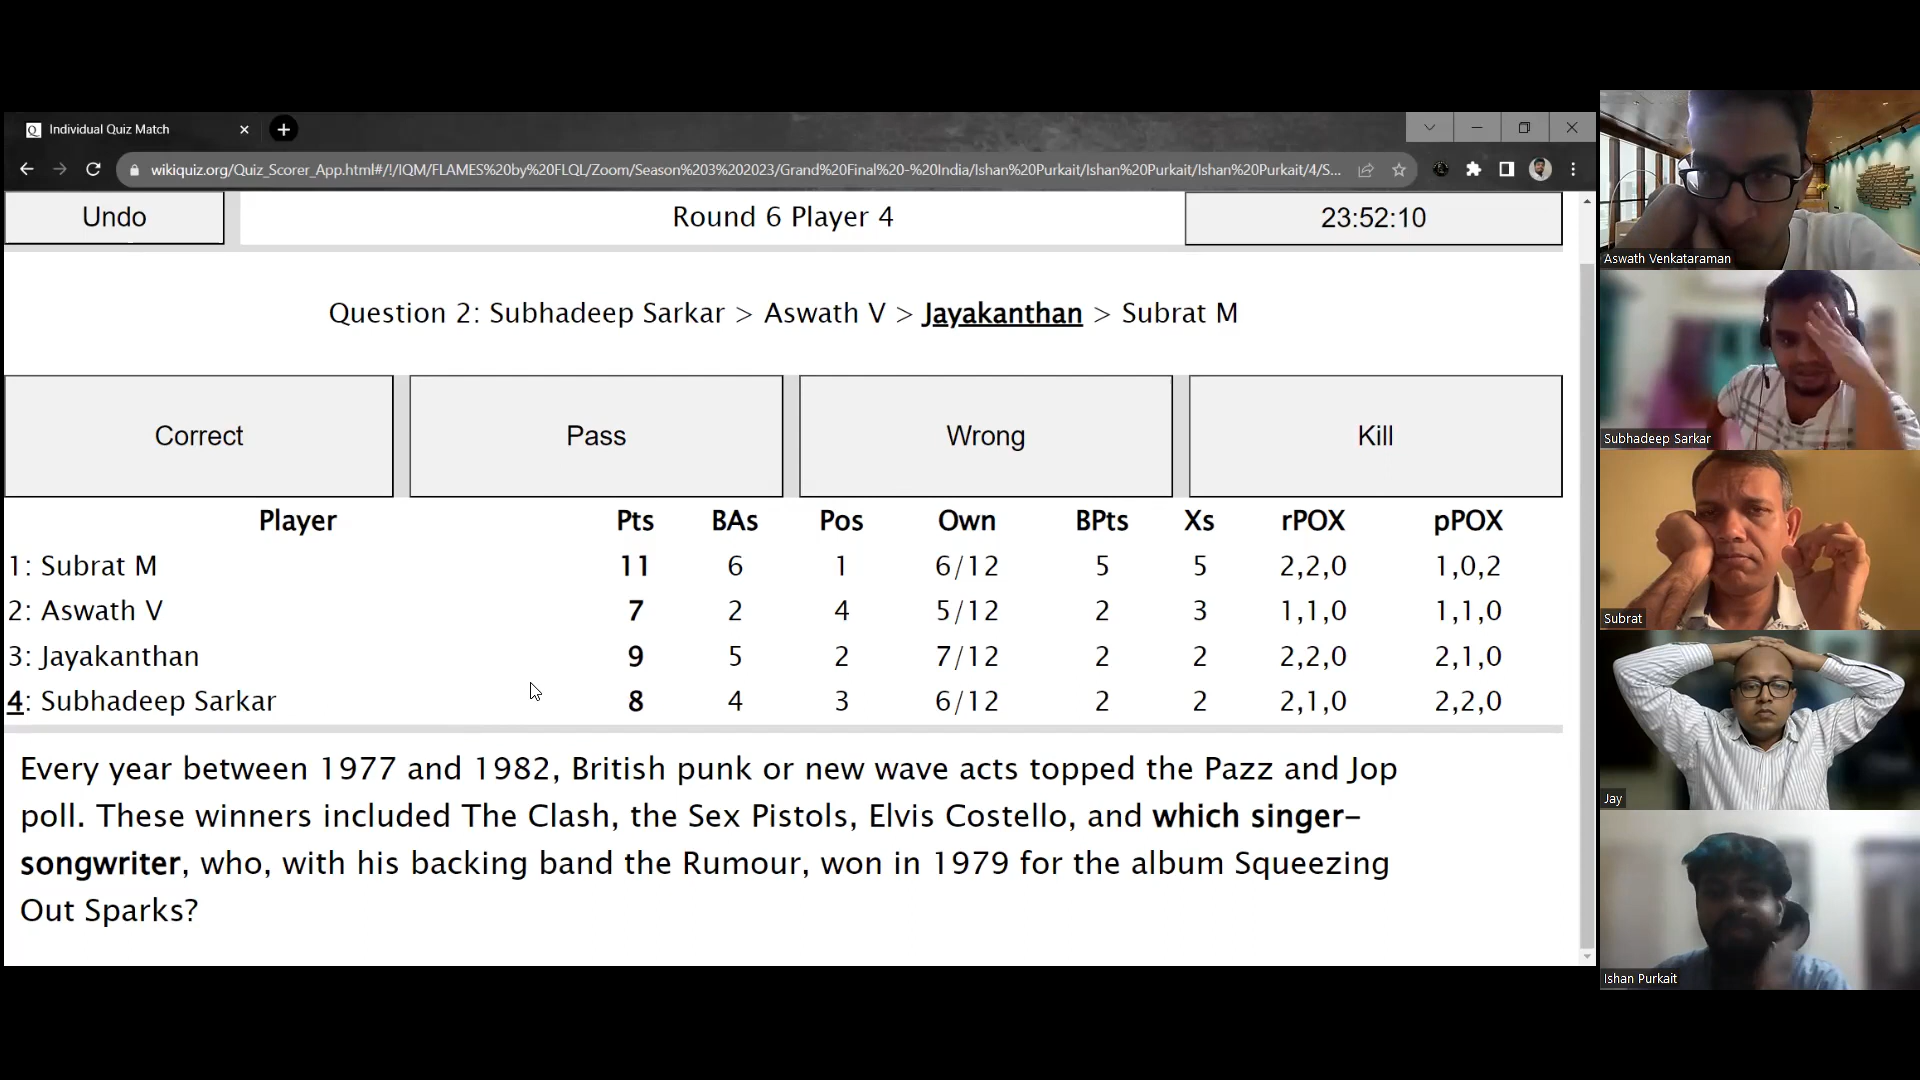 Individual Quiz Match
wikiquiz.org/Quiz_Scorer_App.html#/!/IQM/FLAMES%20by%20FLQL/Zoom/Season%203%202023/Grand%20Final%20-%20India/Ishan%20Purkait/Ishan%20Purkait/Ishan%20Purkait/4/S...
Undo
Round 6 Player 4
23:52:10
Question 2: Subhadeep Sarkar > Aswath V > Jayakanthan > Subrat M
Correct Pass Wrong Kill
Player Pts BAs Pos Own BPts Xs rPOX pPOX
1: Subrat M 11 6 1 6/12 5 5 2,2,0 1,0,2
2: Aswath V 7 2 4 5/12 2 3 1,1,0 1,1,0
3: Jayakanthan 9 5 2 7/12 2 2 2,2,0 2,1,0
4: Subhadeep Sarkar 8 4 3 6/12 2 2 2,1,0 2,2,0
Every year between 1977 and 1982, British punk or new wave acts topped the Pazz and Jop
poll. These winners included The Clash, the Sex Pistols, Elvis Costello, and which singer-
songwriter, who, with his backing band the Rumour, won in 1979 for the album Squeezing
Out Sparks?
Aswath Venkataraman
Subhadeep Sarkar
Subrat
Jay
Ishan Purkait